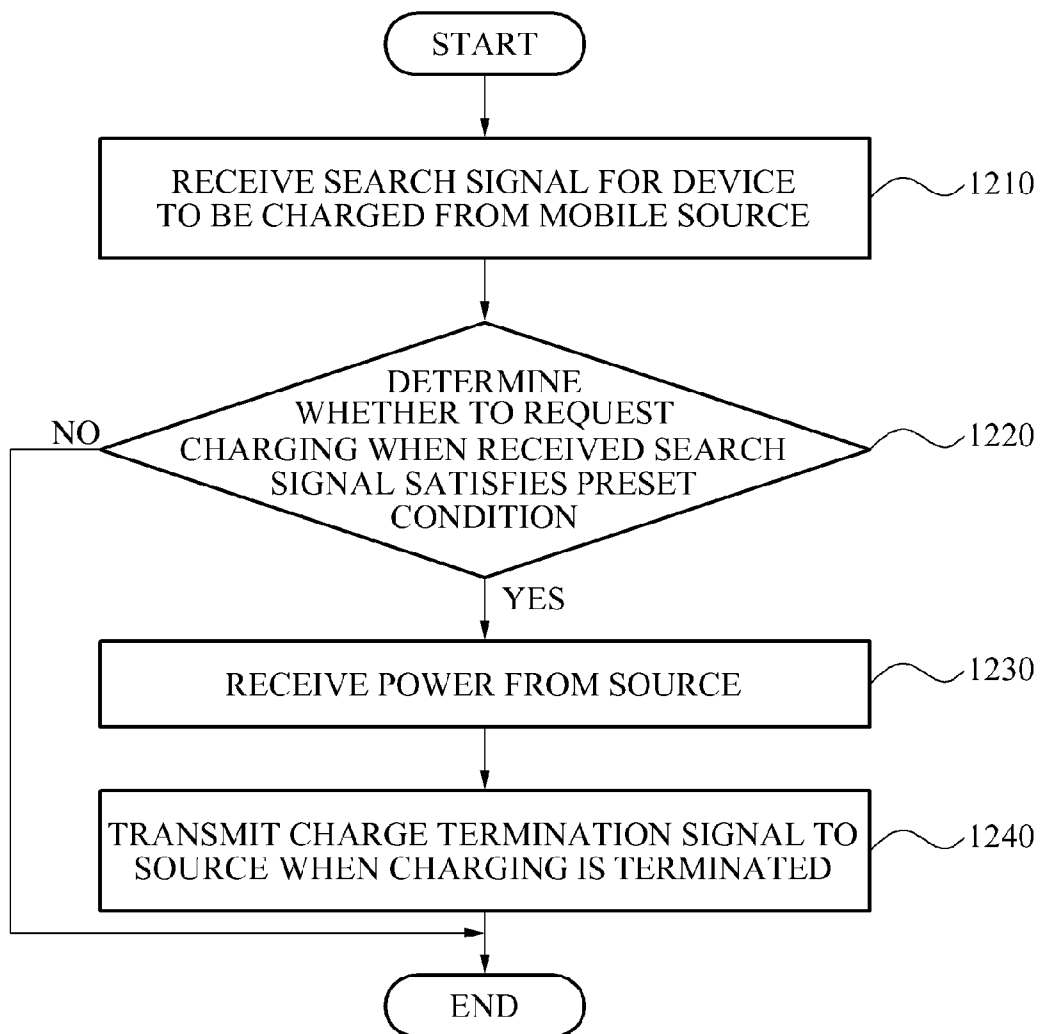 START
RECEIVE SEARCH SIGNAL FOR DEVICE
TO BE CHARGED FROM MOBILE SOURCE
1210
DETERMINE
WHETHER TO REQUEST
CHARGING WHEN RECEIVED SEARCH
SIGNAL SATISFIES PRESET
CONDITION
1220
NO
YES
RECEIVE POWER FROM SOURCE
1230
TRANSMIT CHARGE TERMINATION SIGNAL TO
SOURCE WHEN CHARGING IS TERMINATED
1240
END